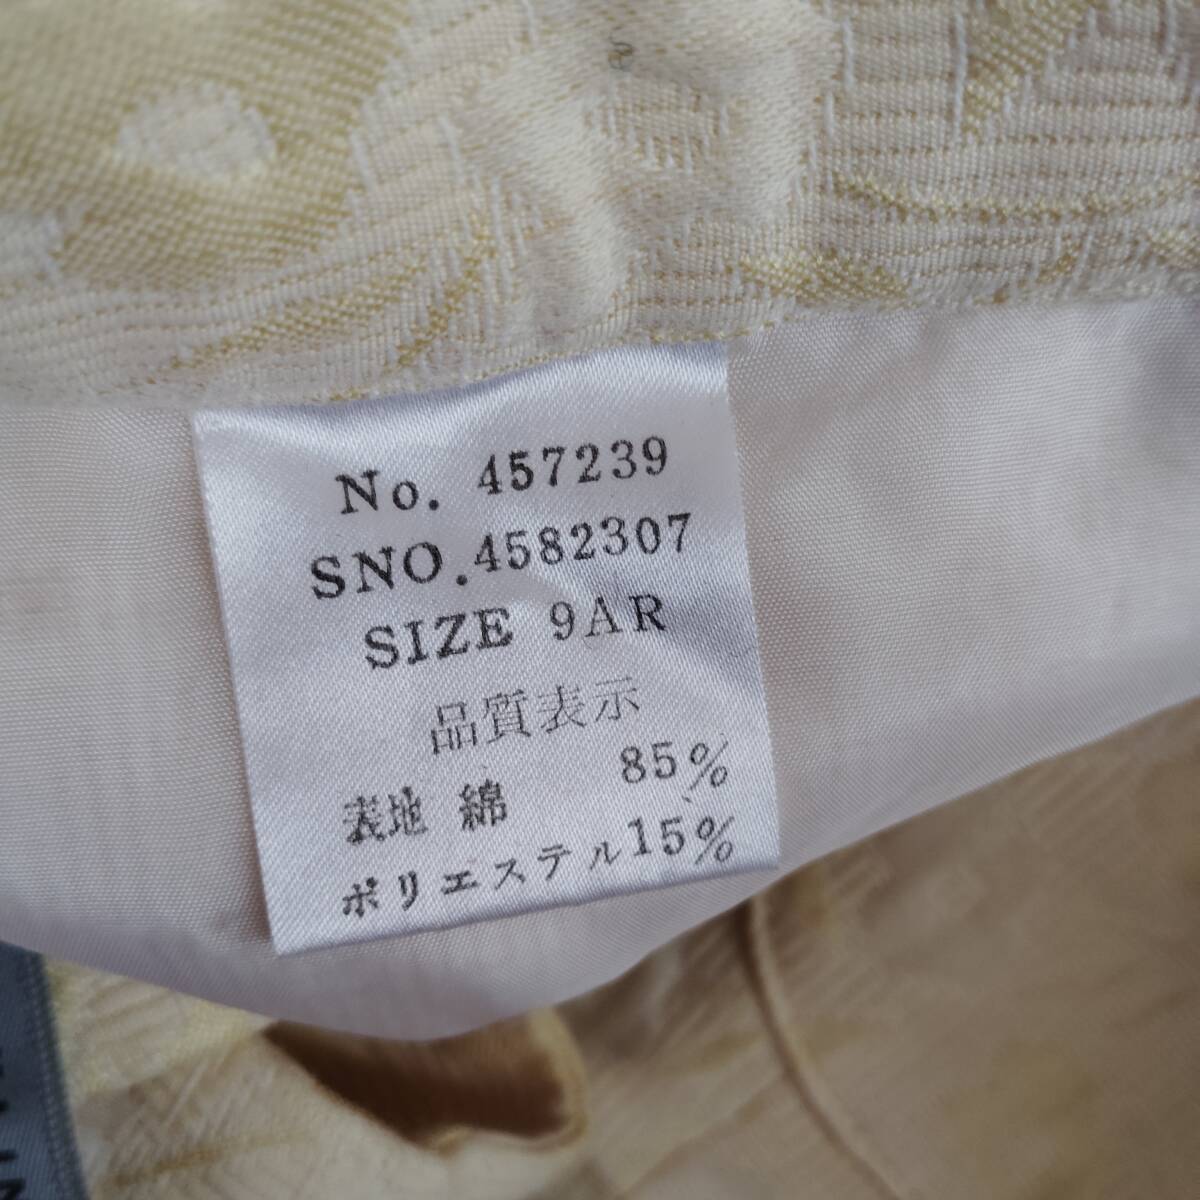 No. 457239
SNO.4582307
SIZE 9AR
品質表示
表地 綿 85%
ポリエステル15%